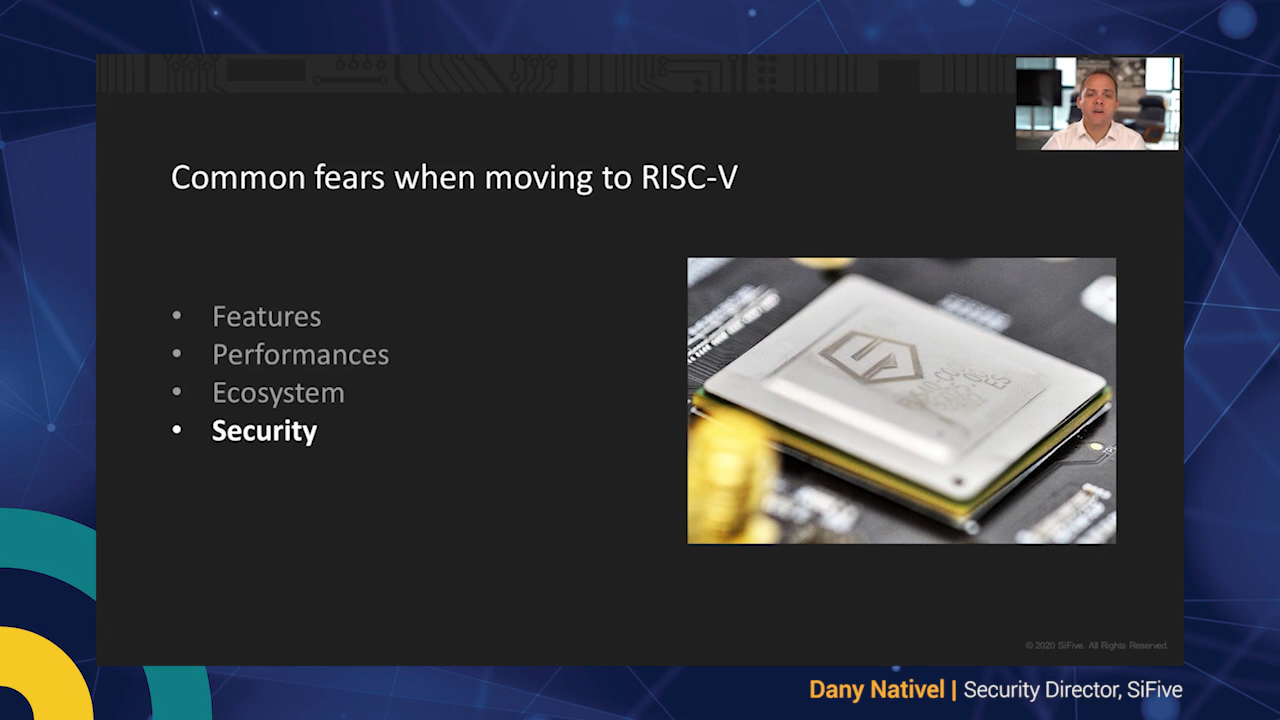 Common fears when moving to RISC-V
• Features
• Performances
• Ecosystem
• Security
© 2020 SiFive. All Rights Reserved.
Dany Nativel | Security Director, SiFive